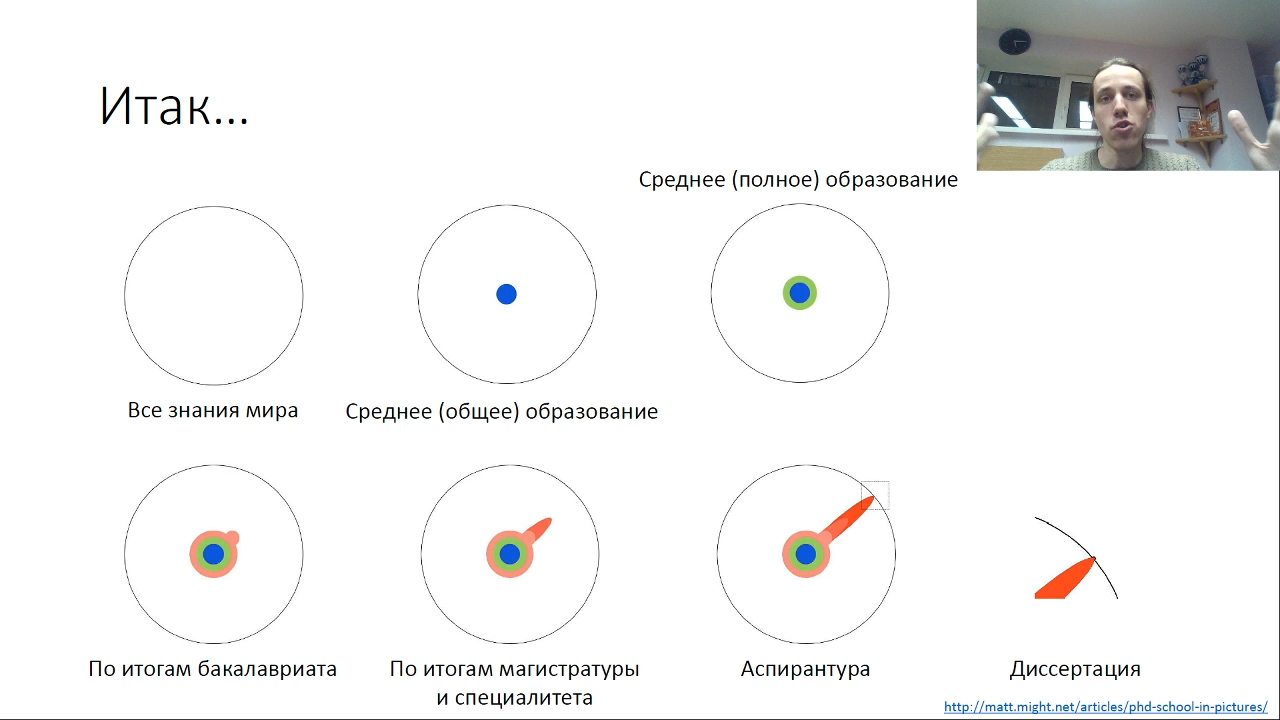 Итак...
Среднее (полное) образование
Все знания мира
Среднее (общее) образование
По итогам бакалавриата
По итогам магистратуры
и специалитета
Аспирантура
Диссертация
http://matt.might.net/articles/phd-school-in-pictures/